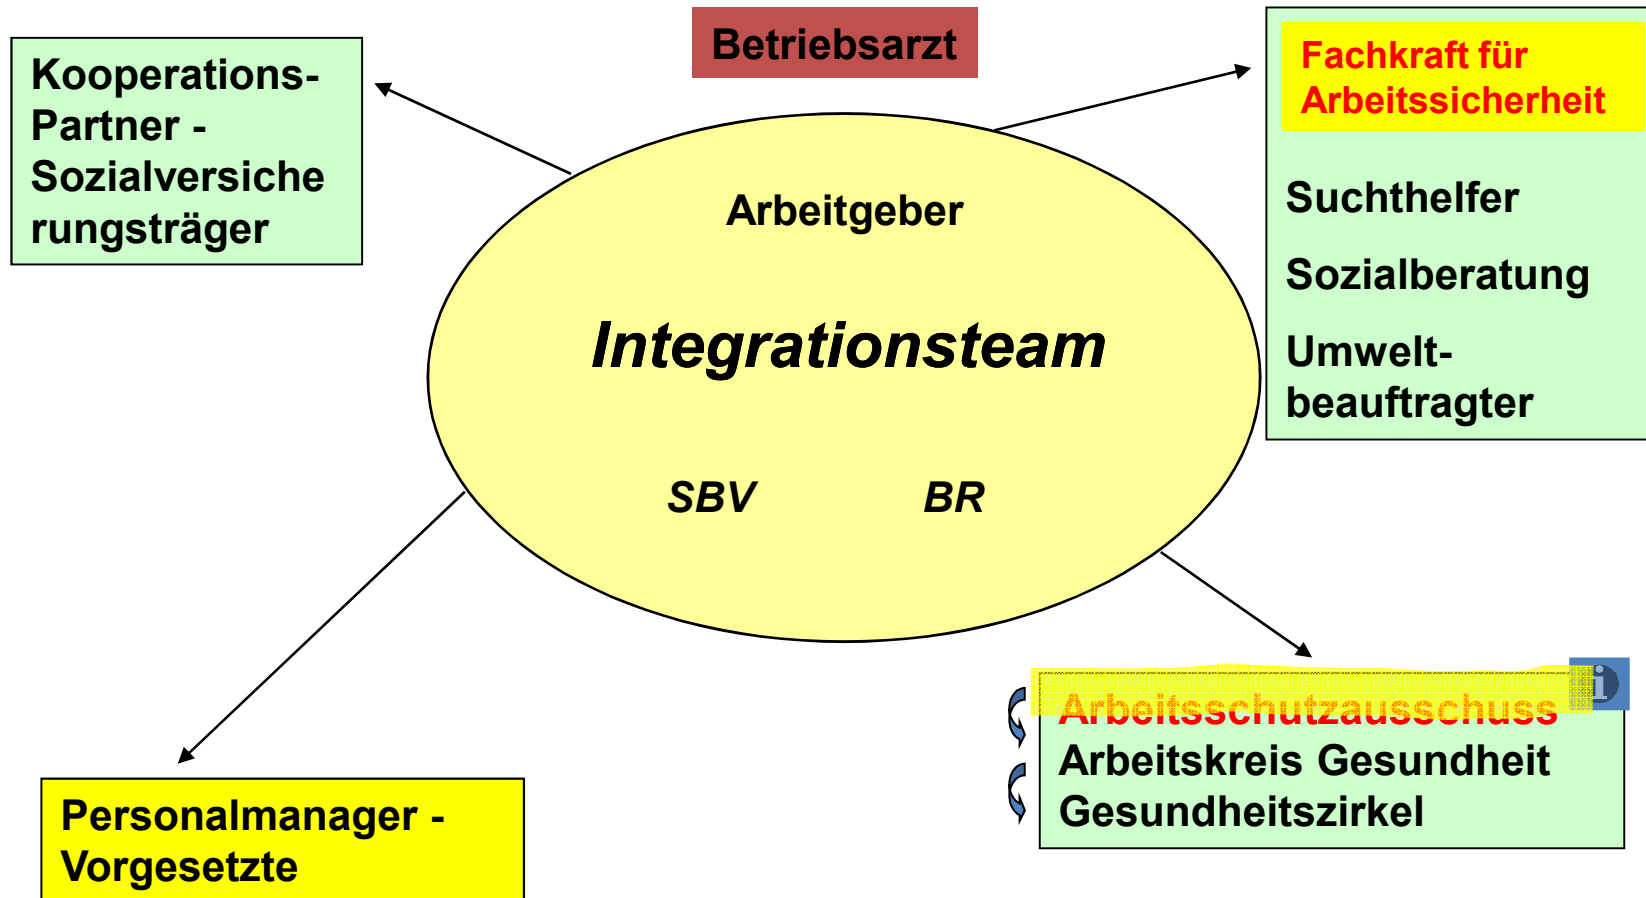 Betriebsarzt
Kooperations-
Partner -
Sozialversiche
rungsträger
Fachkraft für
Arbeitssicherheit
Suchthelfer
Sozialberatung
Umwelt-
beauftragter
Arbeitgeber
Integrationsteam
SBV BR
Personalmanager -
Vorgesetzte
i
Arbeitsschutzausschuss
Arbeitskreis Gesundheit
Gesundheitszirkel